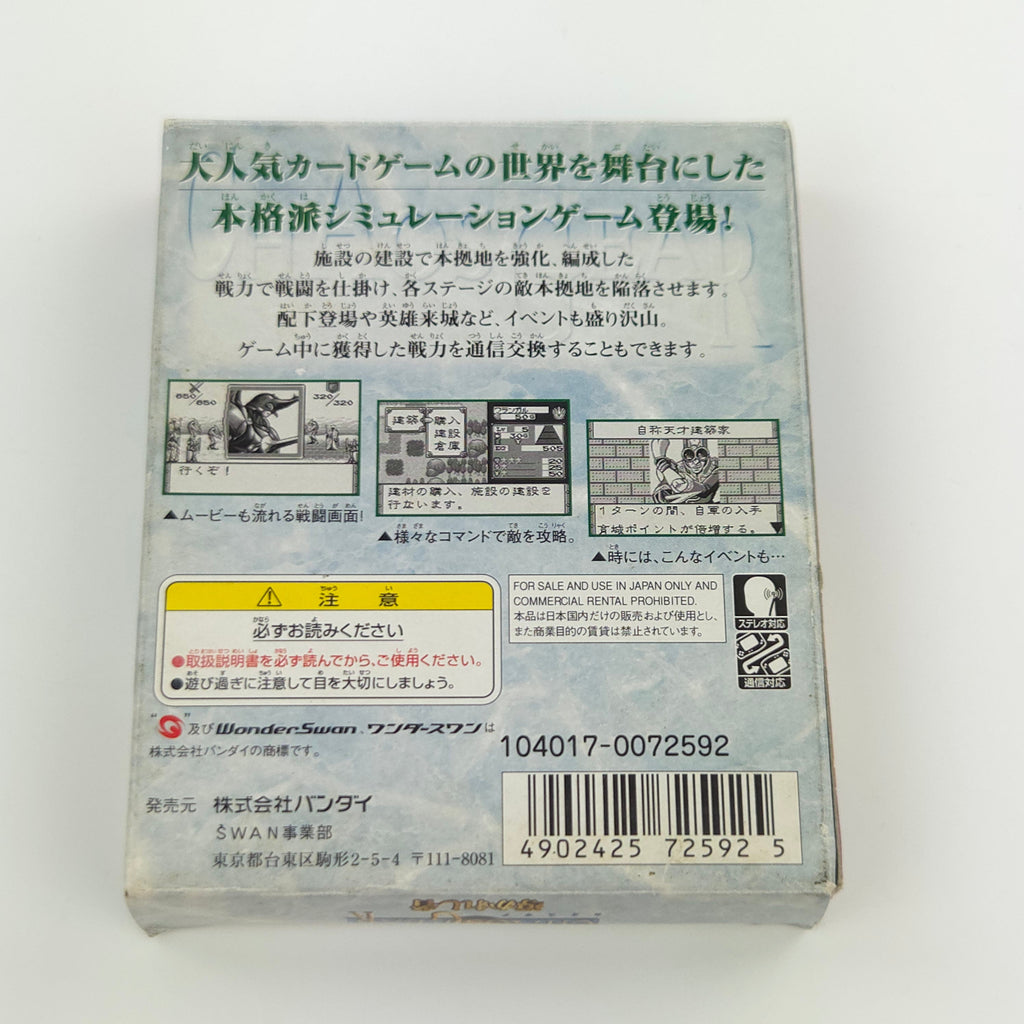 大人気カードゲームの世界を舞台にした
本格派シミュレーションゲーム登場!
施設の建設で本拠地を強化、編成した
戦力で戦闘を仕掛け、各ステージの敵本拠地を陥落させます。
配下登場や英雄来城など、イベントも盛り沢山。
ゲーム中に獲得した戦力を通信交換することもできます。
650/650
320/320
行くぞ!
▲ムービーも流れる戦闘画面!
建築
購入
建設
倉庫
建材の購入、施設の建設を
行ないます。
▲様々なコマンドで敵を攻略。
自称天才建築家
1ターンの間、自軍の入手
育城ポイントが倍増する。
▲時には、こんなイベントも…
注意
必ずお読みください
●取扱説明書を必ず読んでから、ご使用ください。
●遊び過ぎに注意して目を大切にしましょう。
FOR SALE AND USE IN JAPAN ONLY AND
COMMERCIAL RENTAL PROHIBITED.
本品は日本国内だけの販売および使用とし、
また商業目的の賃貸は禁止されています。
ステレオ対応
通信対応
及びWonderSwan、ワンダースワンは
株式会社バンダイの商標です。
104017-0072592
発売元 株式会社バンダイ
SWAN事業部
東京都台東区駒形2-5-4 〒111-8081
4902425 72592 5